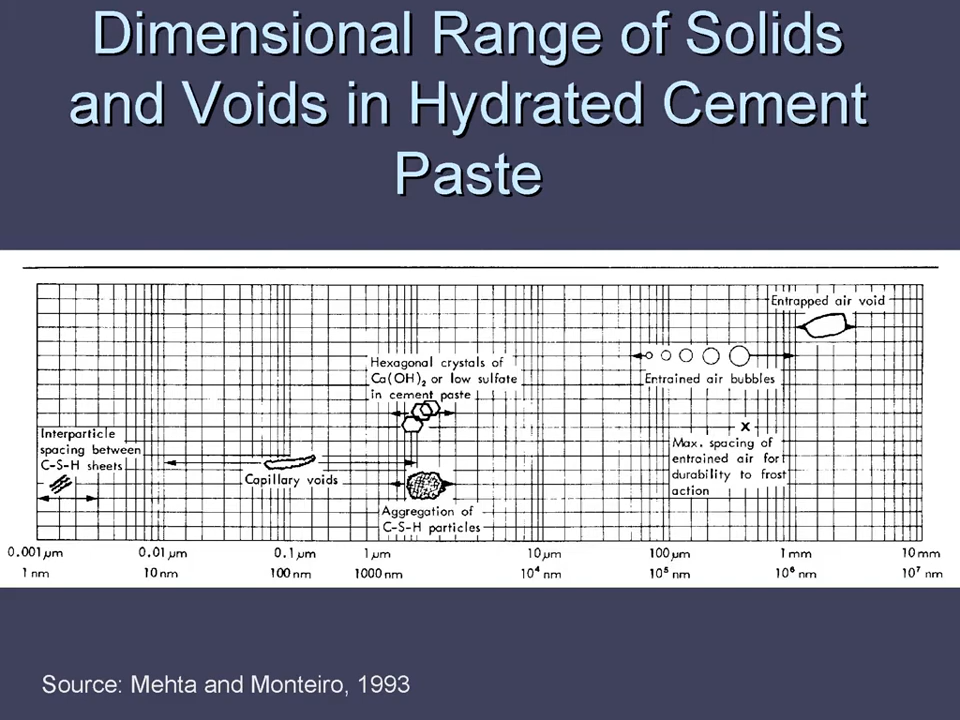 Dimensional Range of Solids
and Voids in Hydrated Cement
Paste
Entrapped air void
Hexagonal crystals of
Ca(OH)₂ or low sulfate
in cement paste
Entrained air bubbles
x
Max. spacing of
entrained air for
durability to frost
action
Interparticle
spacing between
C-S-H sheets
Capillary voids
Aggregation of
C-S-H particles
0.001 μm 0.01 μm 0.1 μm 1 μm 10 μm 100 μm 1 mm 10 mm
1 nm 10 nm 100 nm 1000 nm 10⁴ nm 10⁵ nm 10⁶ nm 10⁷ nm
Source: Mehta and Monteiro, 1993